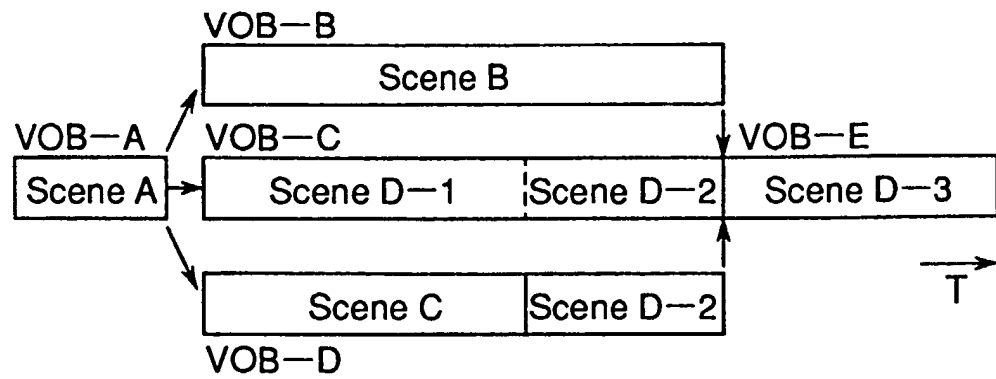 VOB—B
Scene B
VOB—A
VOB—C
VOB—E
Scene A
Scene D—1
Scene D—2
Scene D—3
Scene C
Scene D—2
T
VOB—D